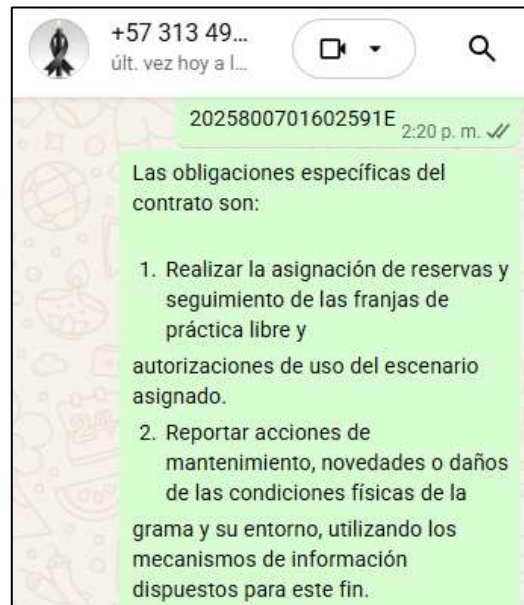 +57 313 49...
últ. vez hoy a l...
2025800701602591E
2:20 p. m.
Las obligaciones específicas del
contrato son:
1. Realizar la asignación de reservas y
seguimiento de las franjas de
práctica libre y
autorizaciones de uso del escenario
asignado.
2. Reportar acciones de
mantenimiento, novedades o daños
de las condiciones físicas de la
grama y su entorno, utilizando los
mecanismos de información
dispuestos para este fin.